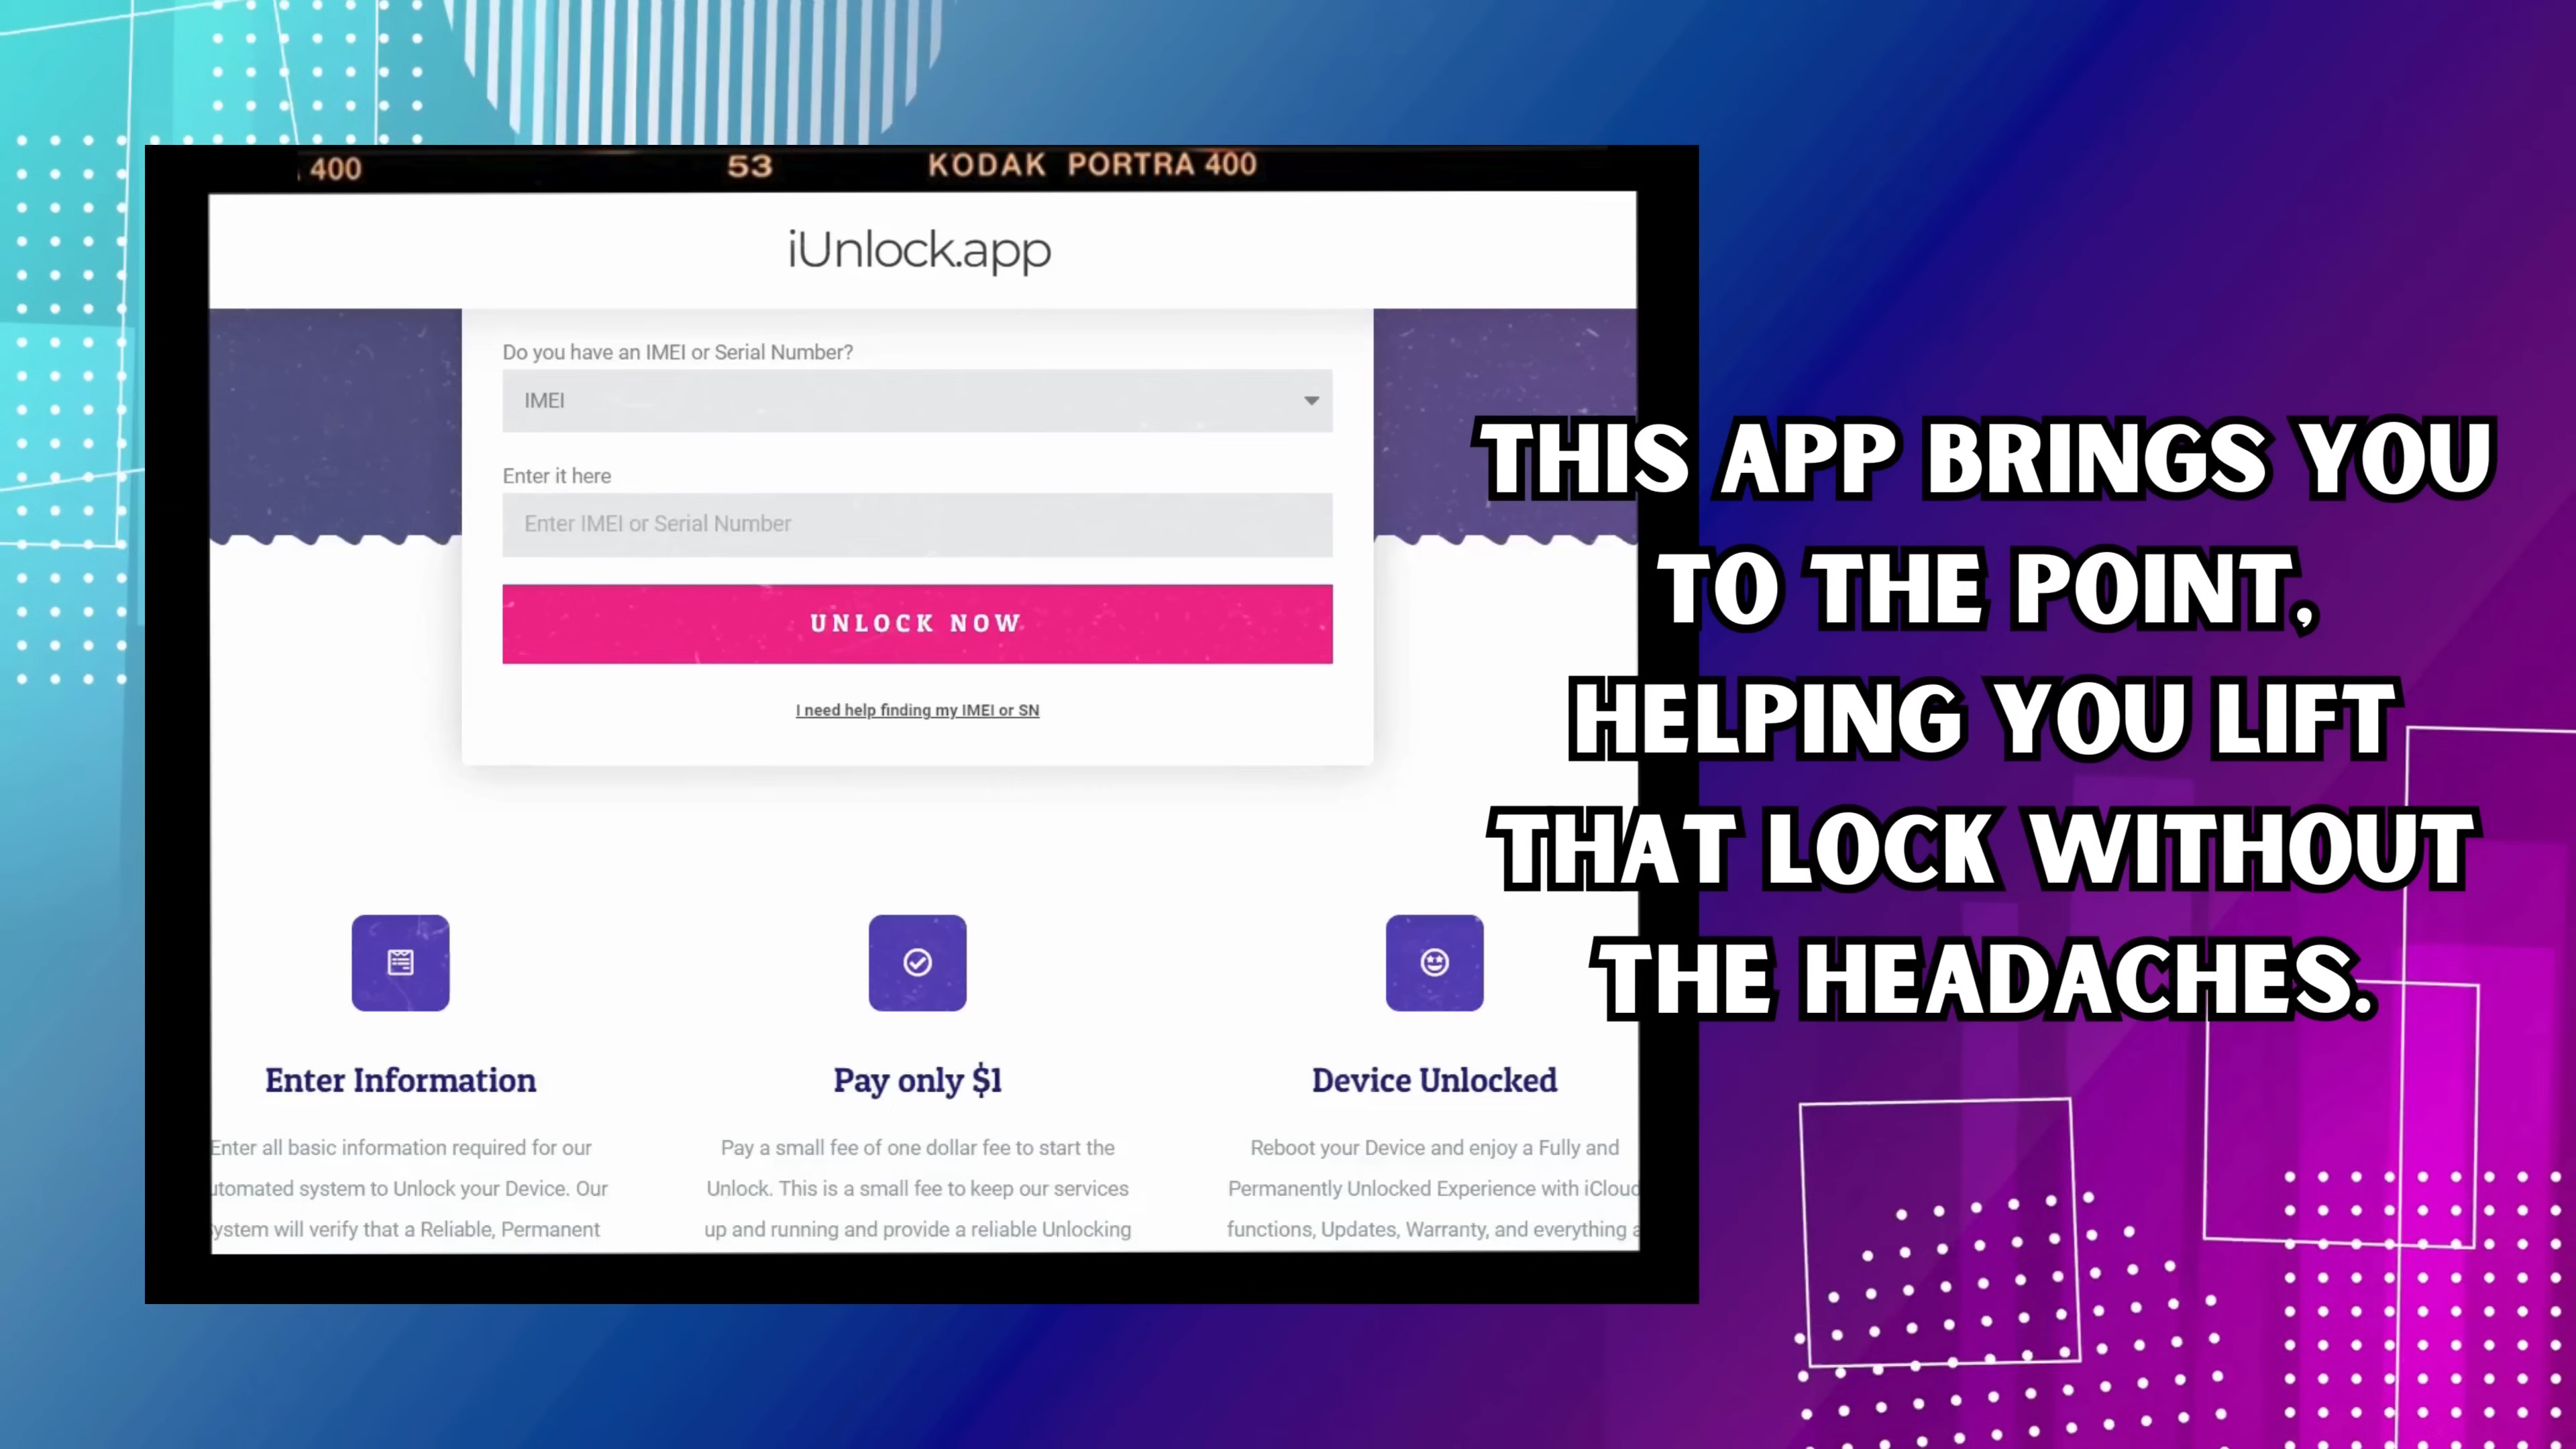 400
53
KODAK PORTRA 400
iUnlock.app
Do you have an IMEI or Serial Number?
IMEI
Enter it here
Enter IMEI or Serial Number
UNLOCK NOW
I need help finding my IMEI or SN
THIS APP BRINGS YOU
TO THE POINT,
HELPING YOU LIFT
THAT LOCK WITHOUT
THE HEADACHES.
Enter Information
Enter all basic information required for our
utomated system to Unlock your Device. Our
ystem will verify that a Reliable, Permanent
Pay only $1
Pay a small fee of one dollar fee to start the
Unlock. This is a small fee to keep our services
up and running and provide a reliable Unlocking
Device Unlocked
Reboot your Device and enjoy a Fully and
Permanently Unlocked Experience with iCloud
functions, Updates, Warranty, and everything